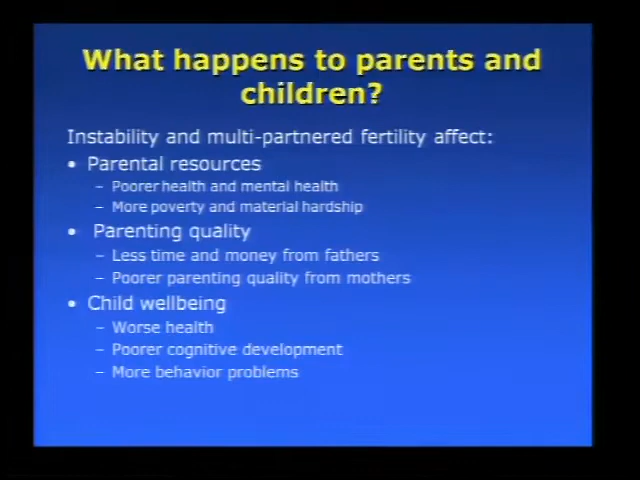 What happens to parents and
children?
Instability and multi-partnered fertility affect:
• Parental resources
– Poorer health and mental health
– More poverty and material hardship
• Parenting quality
– Less time and money from fathers
– Poorer parenting quality from mothers
• Child wellbeing
– Worse health
– Poorer cognitive development
– More behavior problems